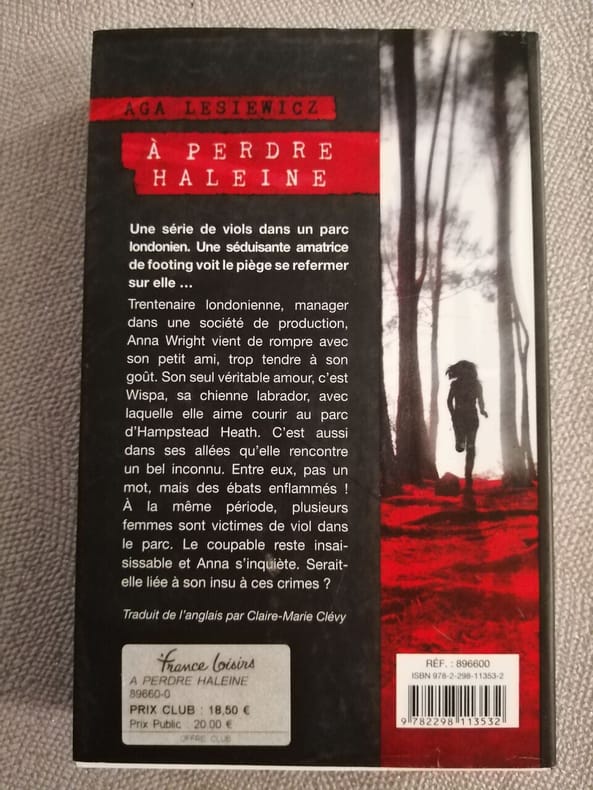 AGA LESIEWICZ
À PERDRE
HALEINE
Une série de viols dans un parc
londonien. Une séduisante amatrice
de footing voit le piège se refermer
sur elle ...
Trentenaire londonienne, manager
dans une société de production,
Anna Wright vient de rompre avec
son petit ami, trop tendre à son
goût. Son seul véritable amour, c'est
Wispa, sa chienne labrador, avec
laquelle elle aime courir au parc
d'Hampstead Heath. C'est aussi
dans ses allées qu'elle rencontre
un bel inconnu. Entre eux, pas un
mot, mais des ébats enflammés !
À la même période, plusieurs
femmes sont victimes de viol dans
le parc. Le coupable reste insai-
sissable et Anna s'inquiète. Serait-
elle liée à son insu à ces crimes ?
Traduit de l'anglais par Claire-Marie Clévy
France Loisirs
A PERDRE HALEINE
89660-0
PRIX CLUB : 18,50 €
Prix Public : 20.00 €
OFFRE CLUB
RÉF. : 896600
ISBN 978-2-298-11353-2
9 782298 113532